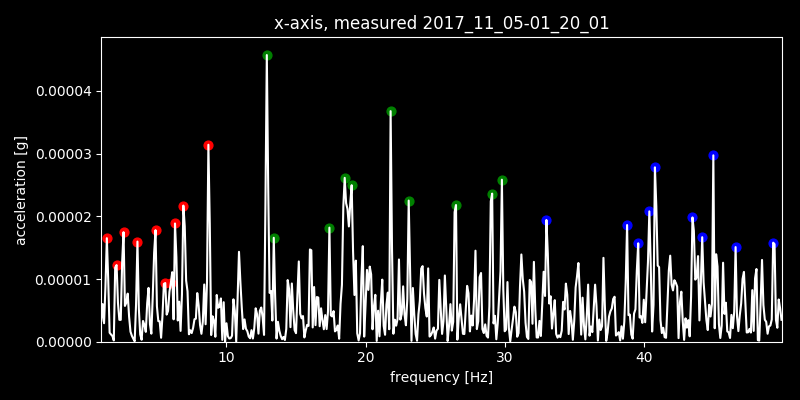 x-axis, measured 2017_11_05-01_20_01
0.00004
0.00003
0.00002
0.00001
0.00000
acceleration [g]
10 20 30 40
frequency [Hz]